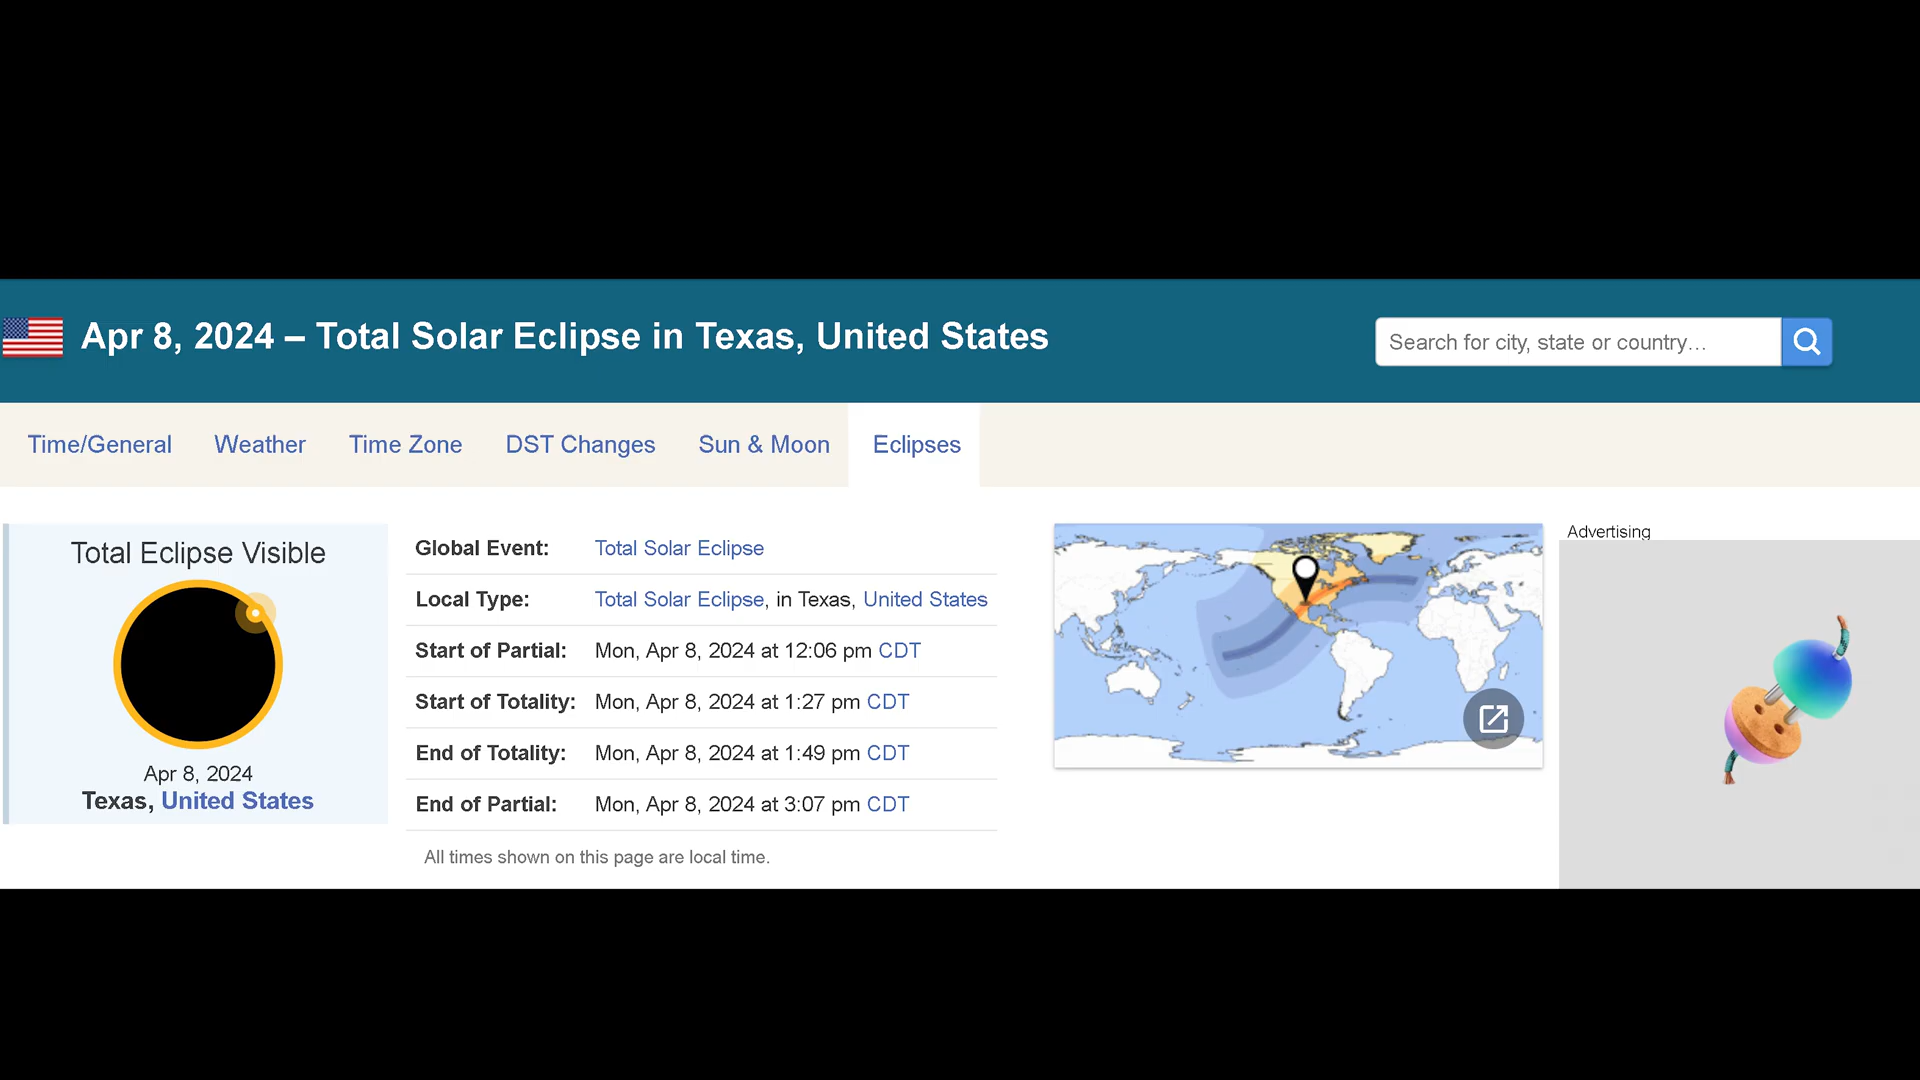 Apr 8, 2024 – Total Solar Eclipse in Texas, United States
Search for city, state or country…
Time/General Weather Time Zone DST Changes Sun & Moon Eclipses
Total Eclipse Visible
Apr 8, 2024
Texas, United States
Global Event: Total Solar Eclipse
Local Type: Total Solar Eclipse, in Texas, United States
Start of Partial: Mon, Apr 8, 2024 at 12:06 pm CDT
Start of Totality: Mon, Apr 8, 2024 at 1:27 pm CDT
End of Totality: Mon, Apr 8, 2024 at 1:49 pm CDT
End of Partial: Mon, Apr 8, 2024 at 3:07 pm CDT
All times shown on this page are local time.
Advertising